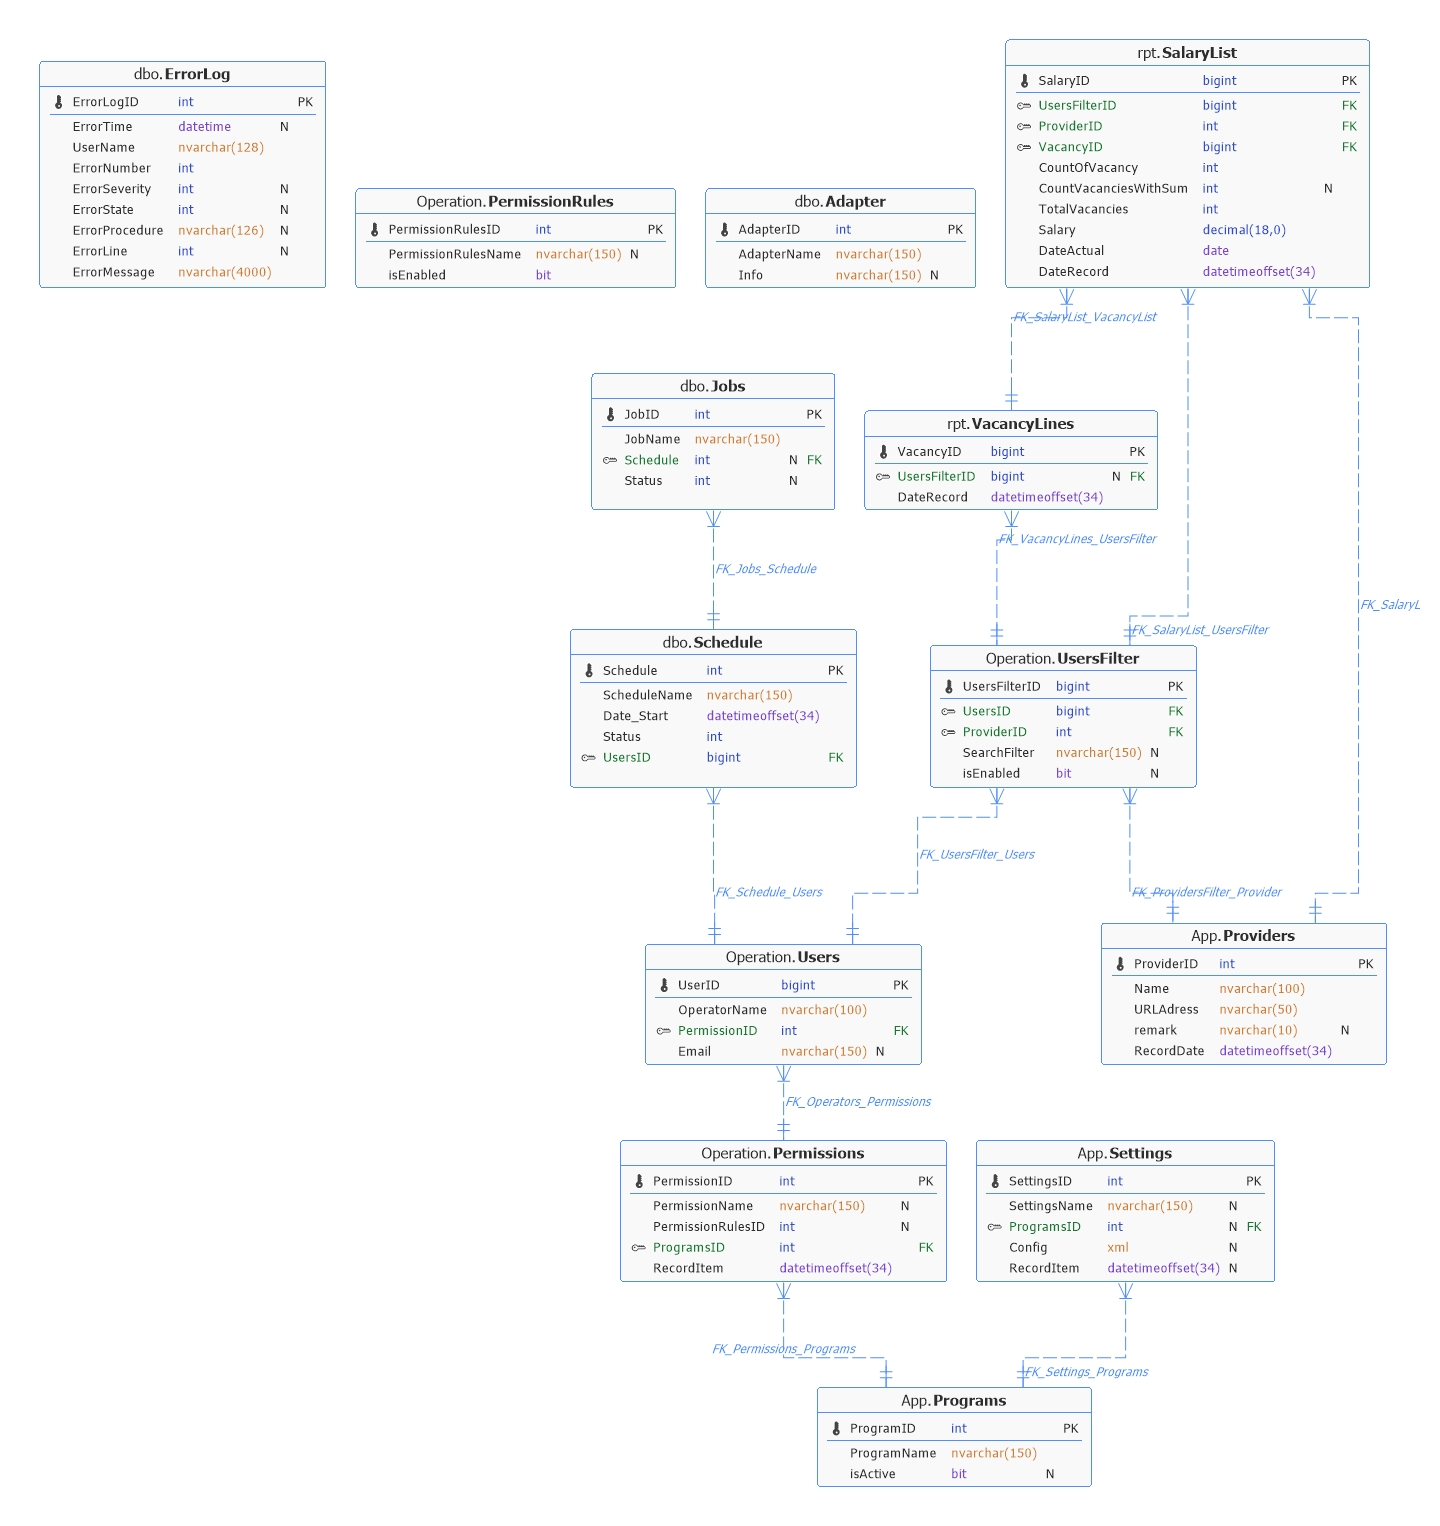 dbo.ErrorLog
ErrorLogID int PK
ErrorTime datetime N
UserName nvarchar(128)
ErrorNumber int
ErrorSeverity int N
ErrorState int N
ErrorProcedure nvarchar(126) N
ErrorLine int N
ErrorMessage nvarchar(4000)
Operation.PermissionRules
PermissionRulesID int PK
PermissionRulesName nvarchar(150) N
isEnabled bit
dbo.Adapter
AdapterID int PK
AdapterName nvarchar(150)
Info nvarchar(150) N
rpt.SalaryList
SalaryID bigint PK
UsersFilterID bigint FK
ProviderID int FK
VacancyID bigint FK
CountOfVacancy int
CountVacanciesWithSum int N
TotalVacancies int
Salary decimal(18,0)
DateActual date
DateRecord datetimeoffset(34)
FK_SalaryList_VacancyList
dbo.Jobs
JobID int PK
JobName nvarchar(150)
Schedule int N FK
Status int N
rpt.VacancyLines
VacancyID bigint PK
UsersFilterID bigint N FK
DateRecord datetimeoffset(34)
FK_VacancyLines_UsersFilter
FK_Jobs_Schedule
FK_SalaryL
FK_SalaryList_UsersFilter
dbo.Schedule
Schedule int PK
ScheduleName nvarchar(150)
Date_Start datetimeoffset(34)
Status int
UsersID bigint FK
Operation.UsersFilter
UsersFilterID bigint PK
UsersID bigint FK
ProviderID int FK
SearchFilter nvarchar(150) N
isEnabled bit N
FK_UsersFilter_Users
FK_Schedule_Users
FK_ProvidersFilter_Provider
Operation.Users
UserID bigint PK
OperatorName nvarchar(100)
PermissionID int FK
Email nvarchar(150) N
App.Providers
ProviderID int PK
Name nvarchar(100)
URLAdress nvarchar(50)
remark nvarchar(10) N
RecordDate datetimeoffset(34)
FK_Operators_Permissions
Operation.Permissions
PermissionID int PK
PermissionName nvarchar(150) N
PermissionRulesID int N
ProgramsID int FK
RecordItem datetimeoffset(34)
App.Settings
SettingsID int PK
SettingsName nvarchar(150) N
ProgramsID int N FK
Config xml N
RecordItem datetimeoffset(34) N
FK_Permissions_Programs
FK_Settings_Programs
App.Programs
ProgramID int PK
ProgramName nvarchar(150)
isActive bit N